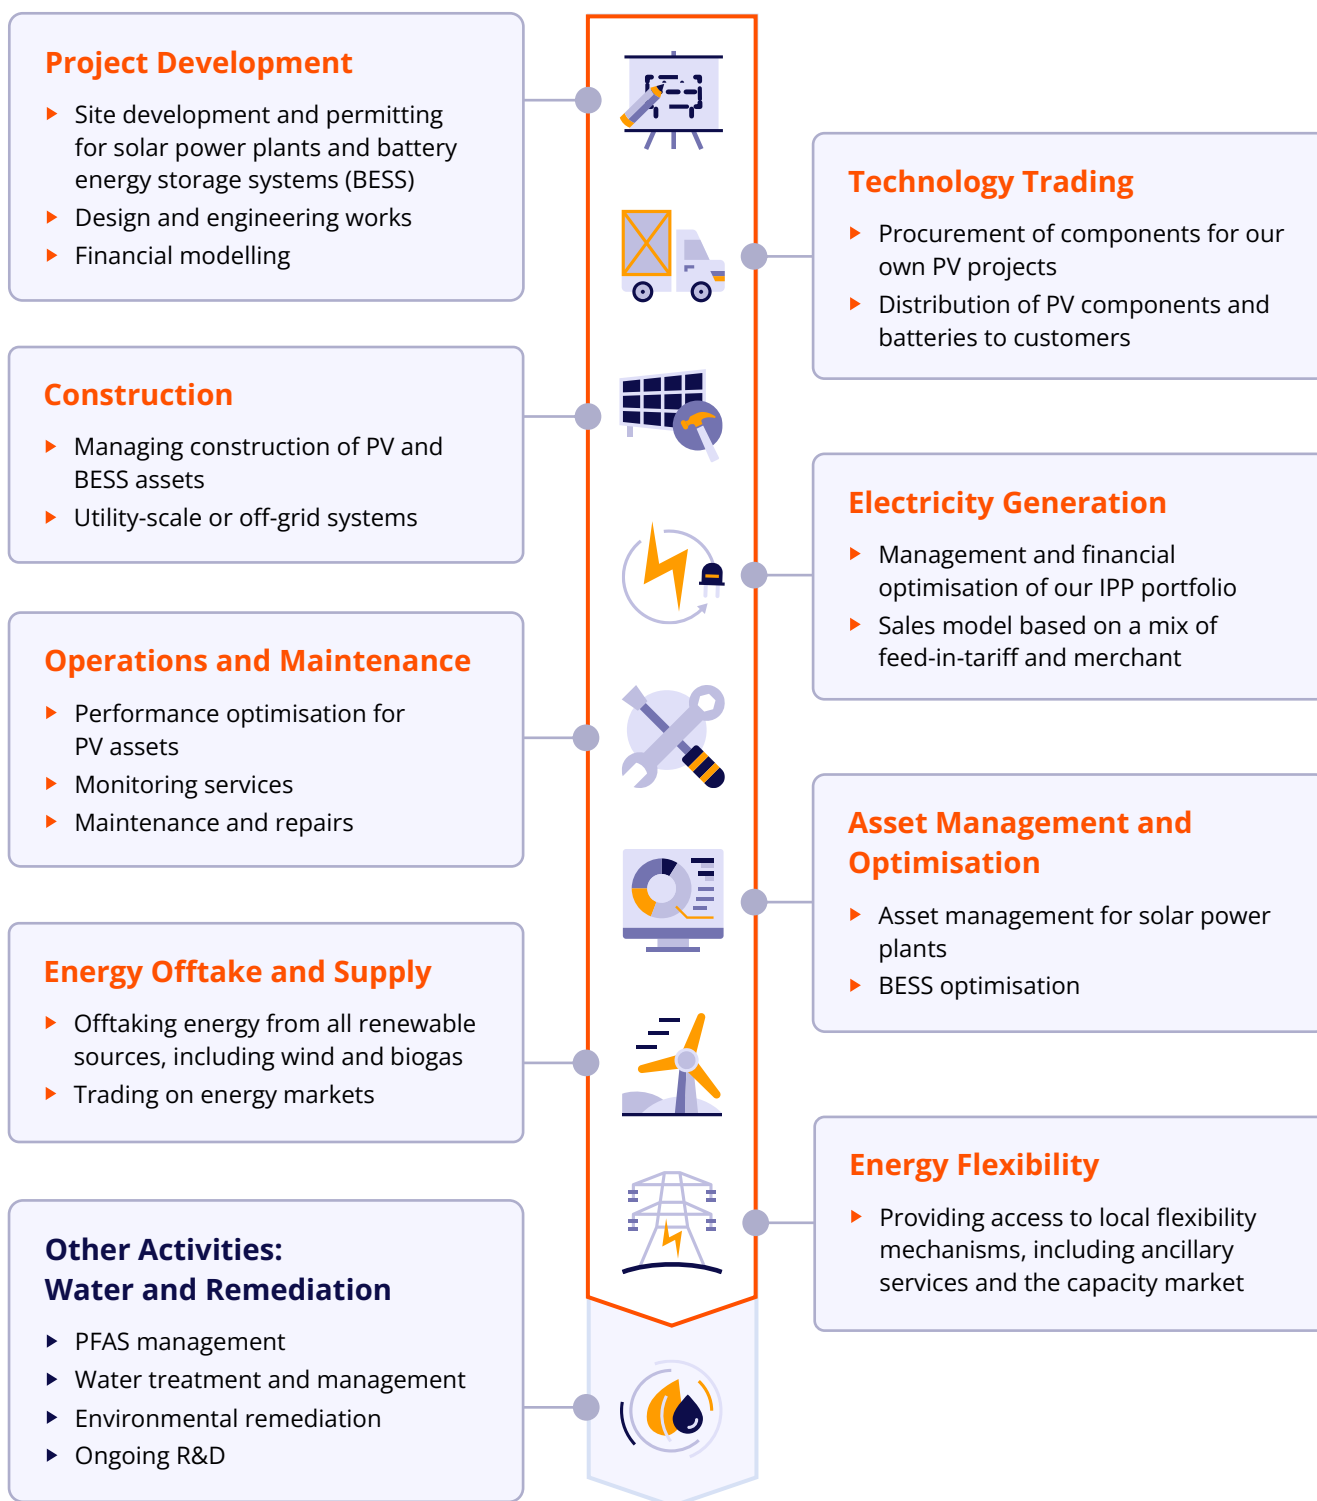 Project Development
Site development and permitting
for solar power plants and battery
energy storage systems (BESS)
Design and engineering works
Financial modelling
Technology Trading
Procurement of components for our
own PV projects
Distribution of PV components and
batteries to customers
Construction
Managing construction of PV and
BESS assets
Utility-scale or off-grid systems
Electricity Generation
Management and financial
optimisation of our IPP portfolio
Sales model based on a mix of
feed-in-tariff and merchant
Operations and Maintenance
Performance optimisation for
PV assets
Monitoring services
Maintenance and repairs
Asset Management and
Optimisation
Asset management for solar power
plants
BESS optimisation
Energy Offtake and Supply
Offtaking energy from all renewable
sources, including wind and biogas
Trading on energy markets
Energy Flexibility
Providing access to local flexibility
mechanisms, including ancillary
services and the capacity market
Other Activities:
Water and Remediation
PFAS management
Water treatment and management
Environmental remediation
Ongoing R&D